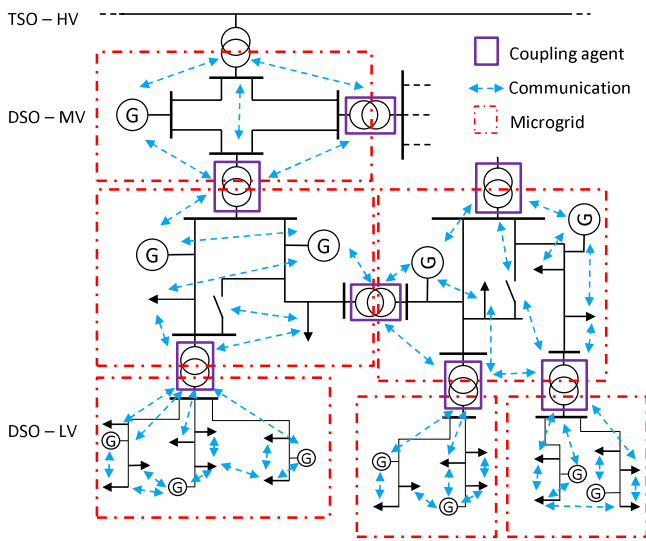 TSO – HV
Coupling agent
Communication
DSO – MV
G
Microgrid
G
G
G
G
DSO – LV
G
G
G
G
G
G
G